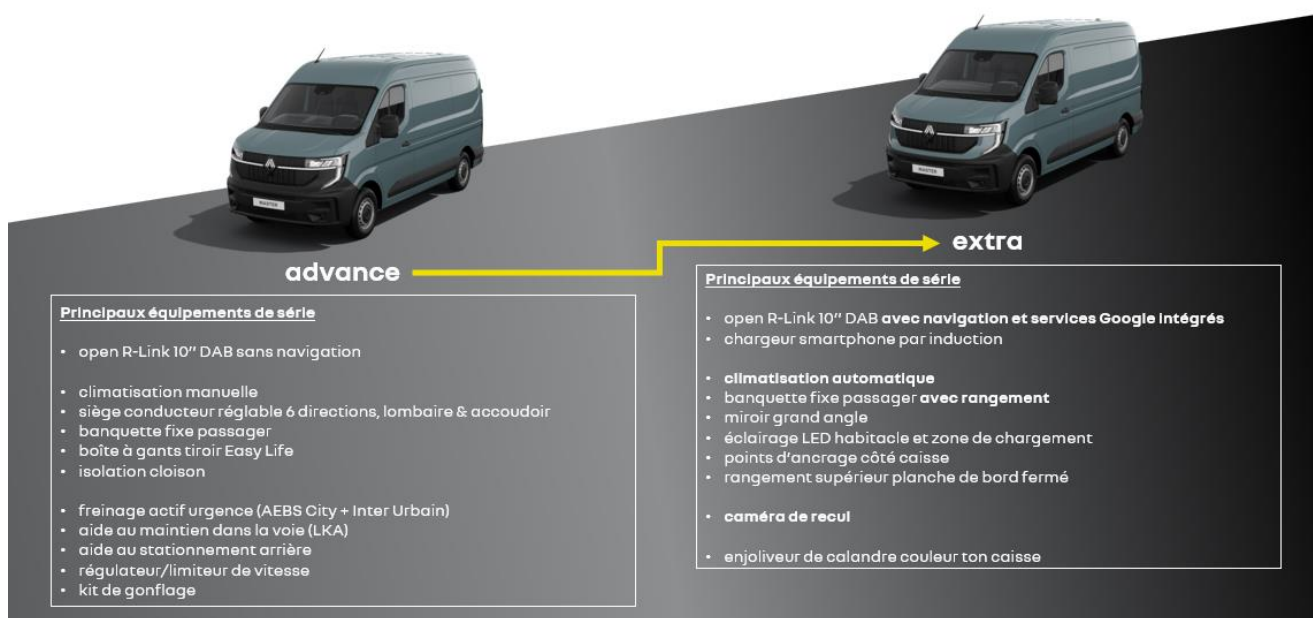 MASTER
MASTER
advance
extra
Principaux équipements de série
• open R-Link 10'' DAB sans navigation
• climatisation manuelle
• siège conducteur réglable 6 directions, lombaire & accoudoir
• banquette fixe passager
• boîte à gants tiroir Easy Life
• isolation cloison
• freinage actif urgence (AEBS City + Inter Urbain)
• aide au maintien dans la voie (LKA)
• aide au stationnement arrière
• régulateur/limiteur de vitesse
• kit de gonflage
Principaux équipements de série
• open R-Link 10'' DAB avec navigation et services Google intégrés
• chargeur smartphone par induction
• climatisation automatique
• banquette fixe passager avec rangement
• miroir grand angle
• éclairage LED habitacle et zone de chargement
• points d'ancrage côté caisse
• rangement supérieur planche de bord fermé
• caméra de recul
• enjoliveur de calandre couleur ton caisse